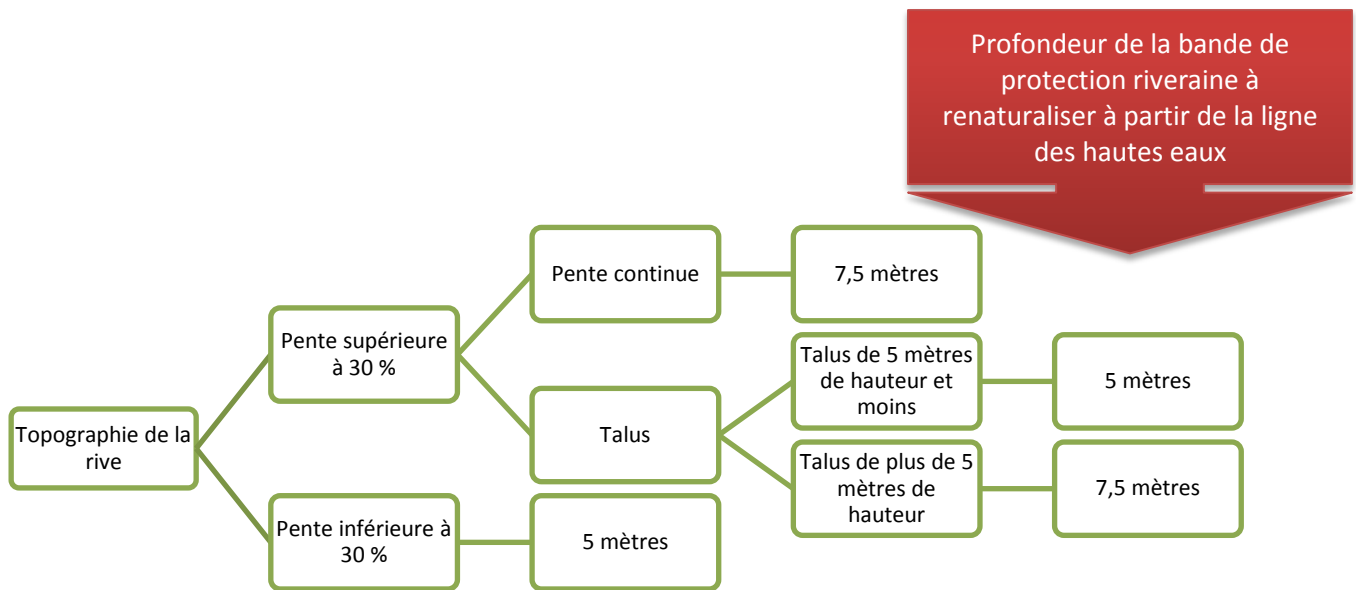 Profondeur de la bande de
protection riveraine à
renaturaliser à partir de la ligne
des hautes eaux
Topographie de la
rive
Pente supérieure
à 30 %
Pente continue
7,5 mètres
Talus
Talus de 5 mètres
de hauteur et
moins
5 mètres
Talus de plus de 5
mètres de
hauteur
7,5 mètres
Pente inférieure à
30 %
5 mètres